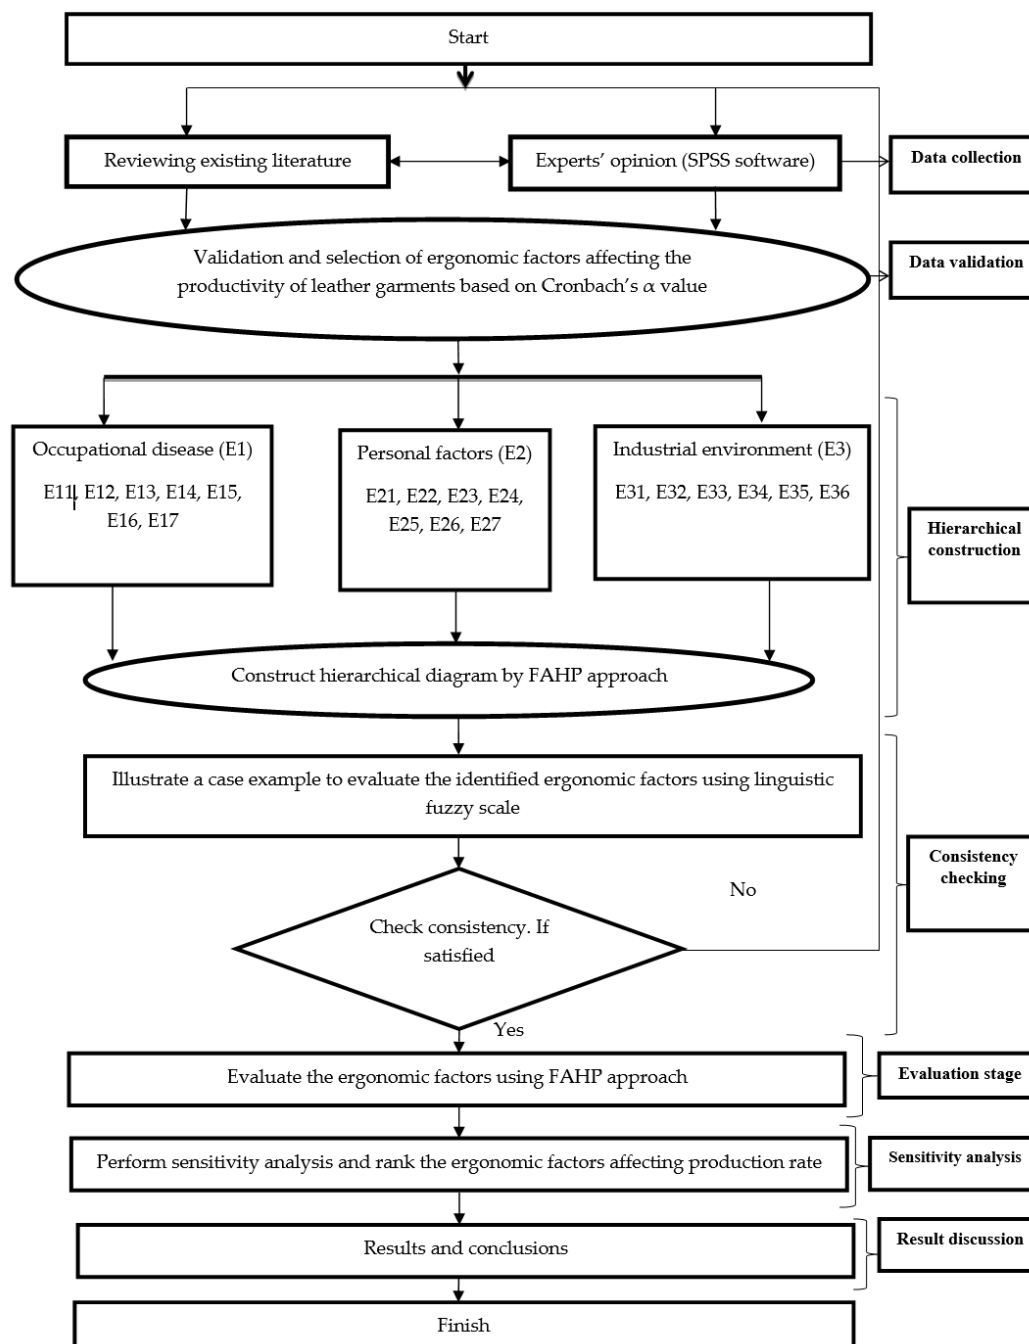 Start
Reviewing existing literature
Experts’ opinion (SPSS software)
Data collection
Validation and selection of ergonomic factors affecting the
productivity of leather garments based on Cronbach’s α value
Data validation
Occupational disease (E1)
E11, E12, E13, E14, E15,
E16, E17
Personal factors (E2)
E21, E22, E23, E24,
E25, E26, E27
Industrial environment (E3)
E31, E32, E33, E34, E35, E36
Hierarchical
construction
Construct hierarchical diagram by FAHP approach
Illustrate a case example to evaluate the identified ergonomic factors using linguistic
fuzzy scale
Consistency
checking
Check consistency. If
satisfied
No
Yes
Evaluate the ergonomic factors using FAHP approach
Evaluation stage
Perform sensitivity analysis and rank the ergonomic factors affecting production rate
Sensitivity analysis
Results and conclusions
Result discussion
Finish